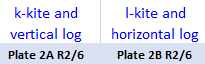 k-kite and
vertical log
Plate 2A R2/6
l-kite and
horizontal log
Plate 2B R2/6